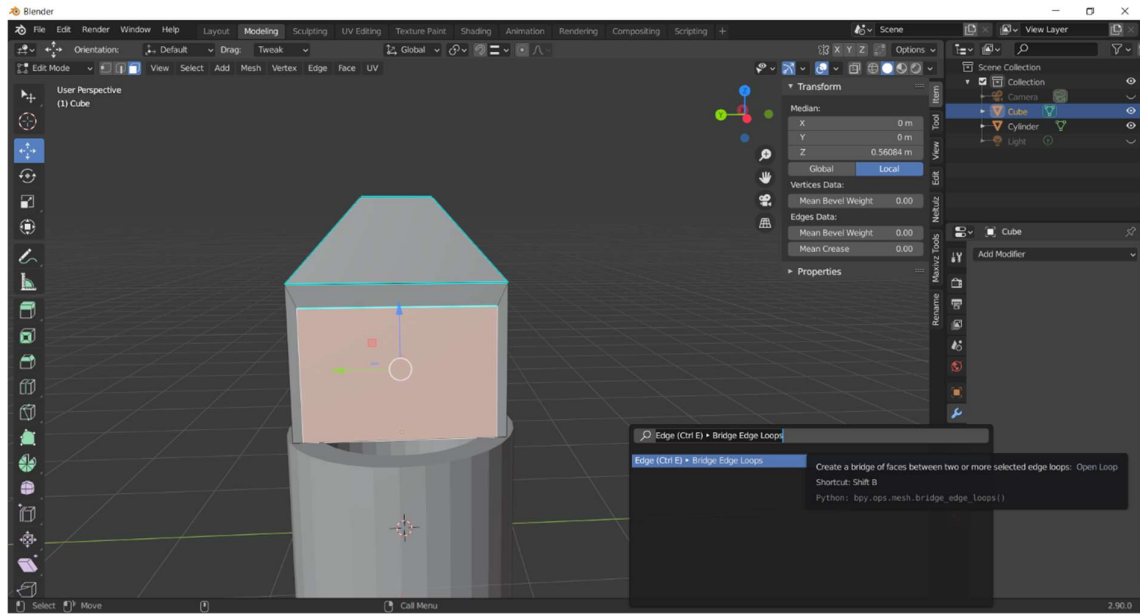 Blender
File Edit Render Window Help Layout Modeling Sculpting UV Editing Texture Paint Shading Animation Rendering Compositing Scripting + Scene View Layer
Orientation: Default Drag: Tweak Global X Y Z Options
Edit Mode View Select Add Mesh Vertex Edge Face UV
User Perspective
(1) Cube
Z
Y
Transform
Median:
X 0 m
Y 0 m
Z 0.56084 m
Global Local
Vertices Data:
Mean Bevel Weight 0.00
Edges Data:
Mean Bevel Weight 0.00
Mean Crease 0.00
Properties
Item
Tool
View
Edit
Neltulz
Maxivz Tools
Rename
Scene Collection
Collection
Camera
Cube
Cylinder
Light
Cube
Add Modifier
Edge (Ctrl E) ▸ Bridge Edge Loops
Edge (Ctrl E) ▸ Bridge Edge Loops
Create a bridge of faces between two or more selected edge loops: Open Loop
Shortcut: Shift B
Python: bpy.ops.mesh.bridge_edge_loops()
Select Move Call Menu 2.90.0